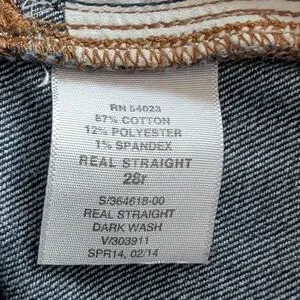 RN 54023
87% COTTON
12% POLYESTER
1% SPANDEX
REAL STRAIGHT
28r
S/364618-00
REAL STRAIGHT
DARK WASH
V/303911
SPR14, 02/14